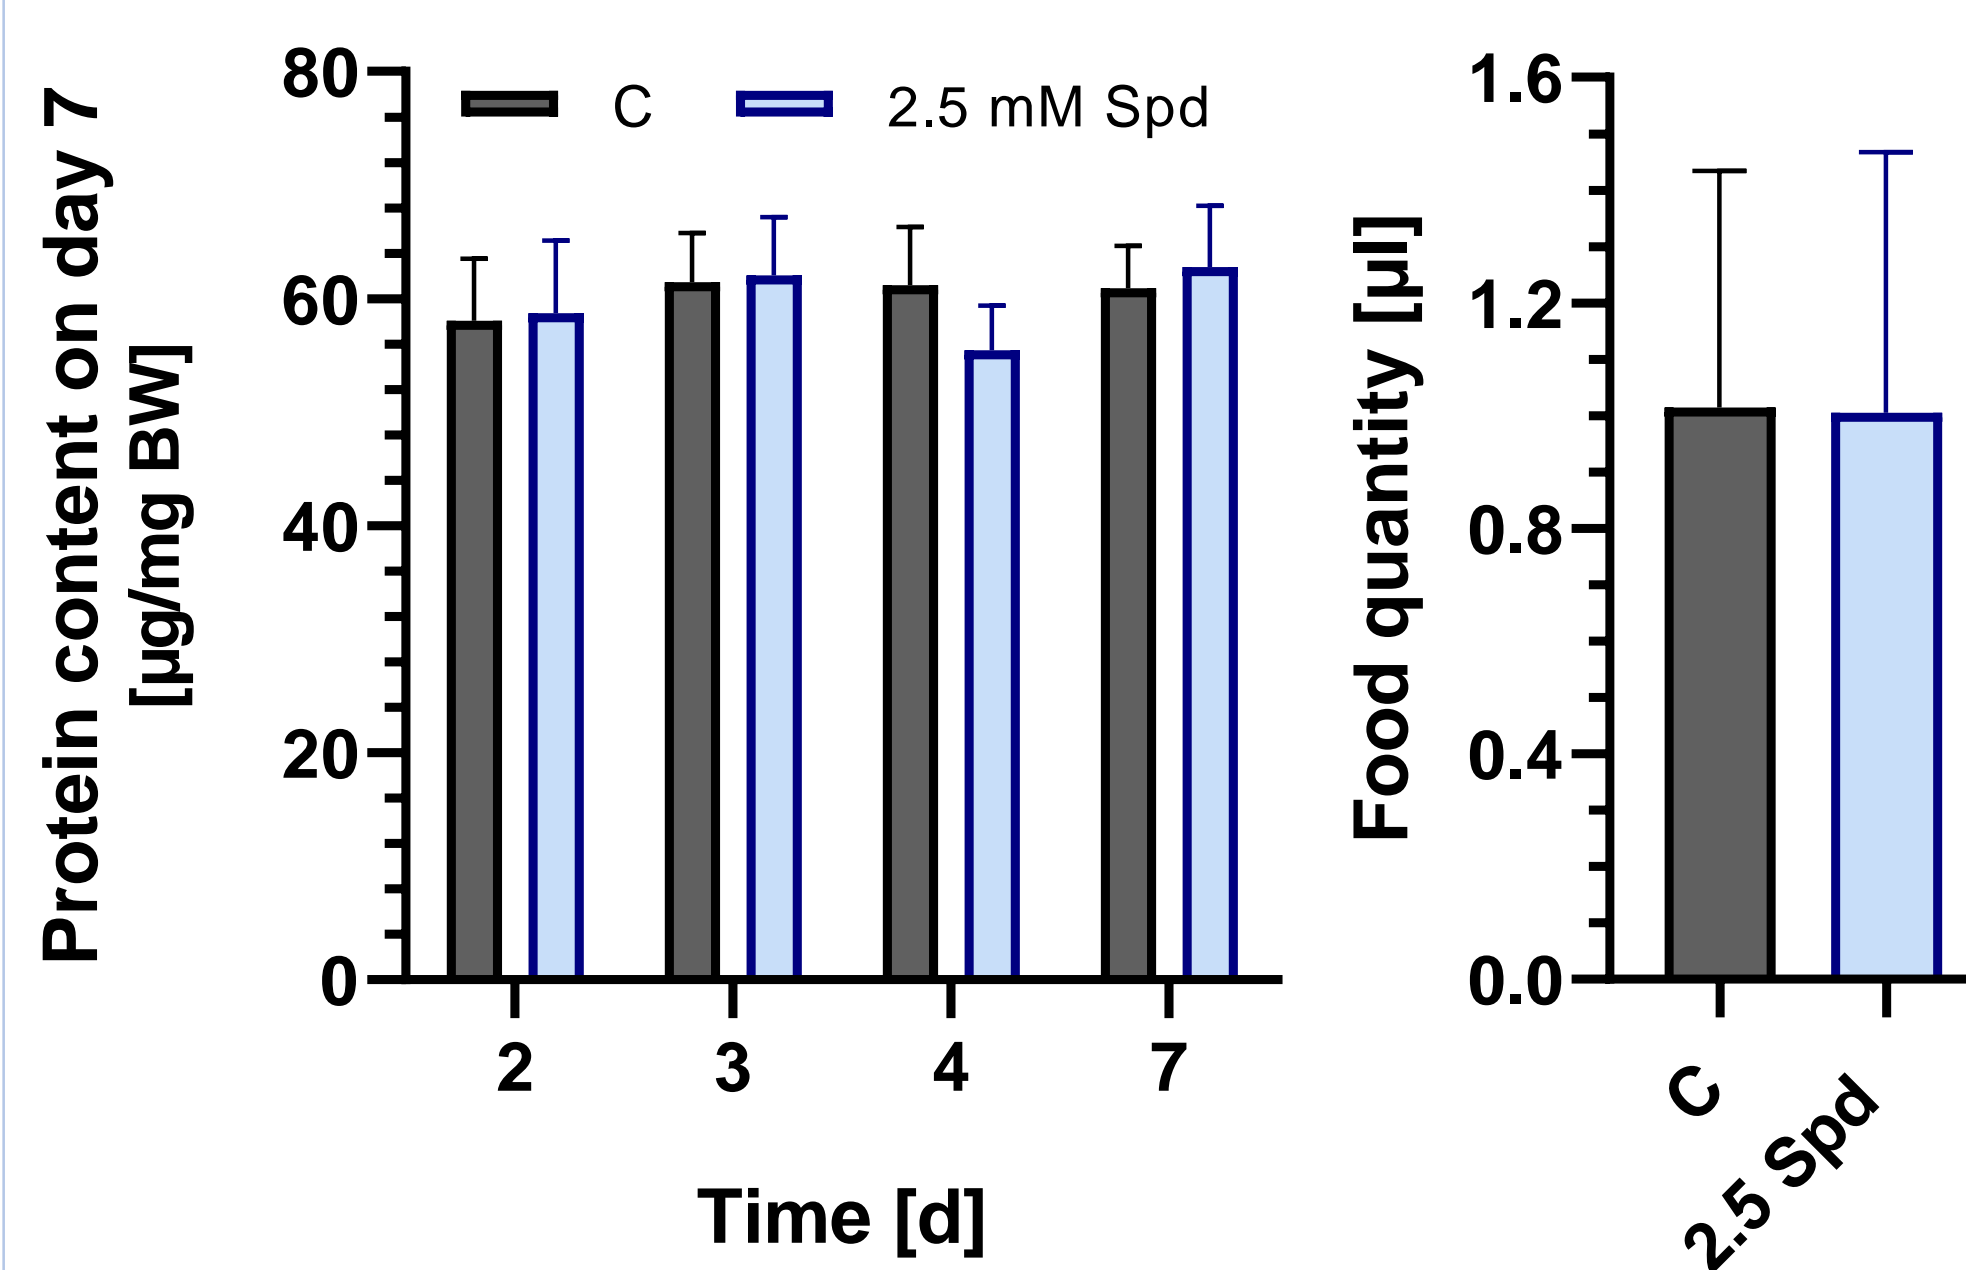 Protein content on day 7
[µg/mg BW]
80
60
40
20
0
C
2.5 mM Spd
2
3
4
7
Time [d]
Food quantity [µl]
1.6
1.2
0.8
0.4
0.0
C
2.5 Spd